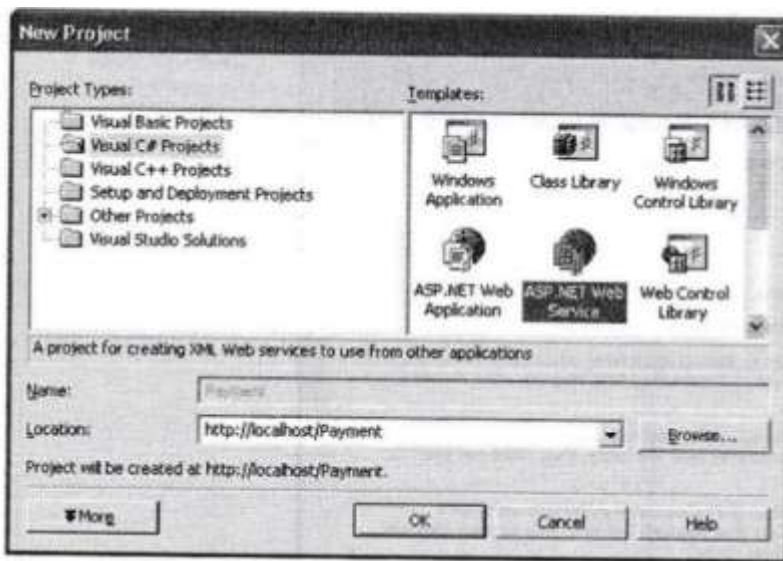 New Project
Project Types:
Templates:
Visual Basic Projects
Visual C# Projects
Visual C++ Projects
Setup and Deployment Projects
Other Projects
Visual Studio Solutions
Windows Application
Class Library
Windows Control Library
ASP.NET Web Application
ASP.NET Web Service
Web Control Library
A project for creating XML Web services to use from other applications
Name:
Payment
Location:
http://localhost/Payment
Browse...
Project will be created at http://localhost/Payment.
More
OK
Cancel
Help